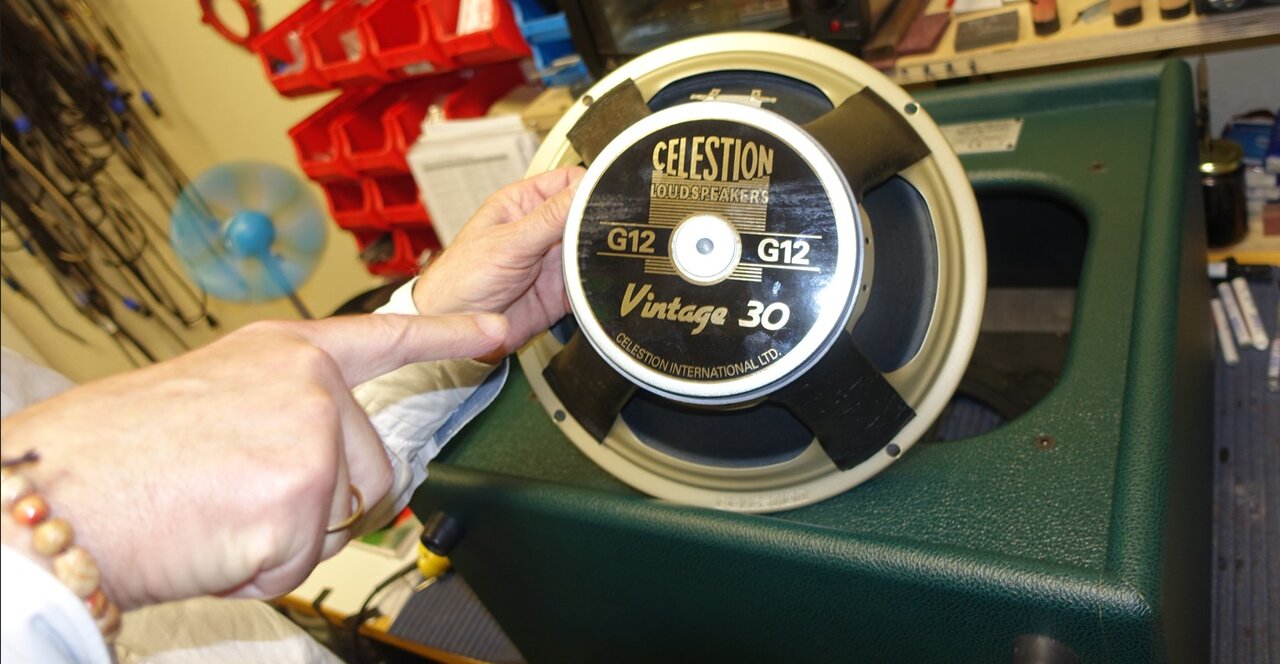 CELESTION
LOUDSPEAKERS
G12 G12
Vintage 30
CELESTION INTERNATIONAL LTD.